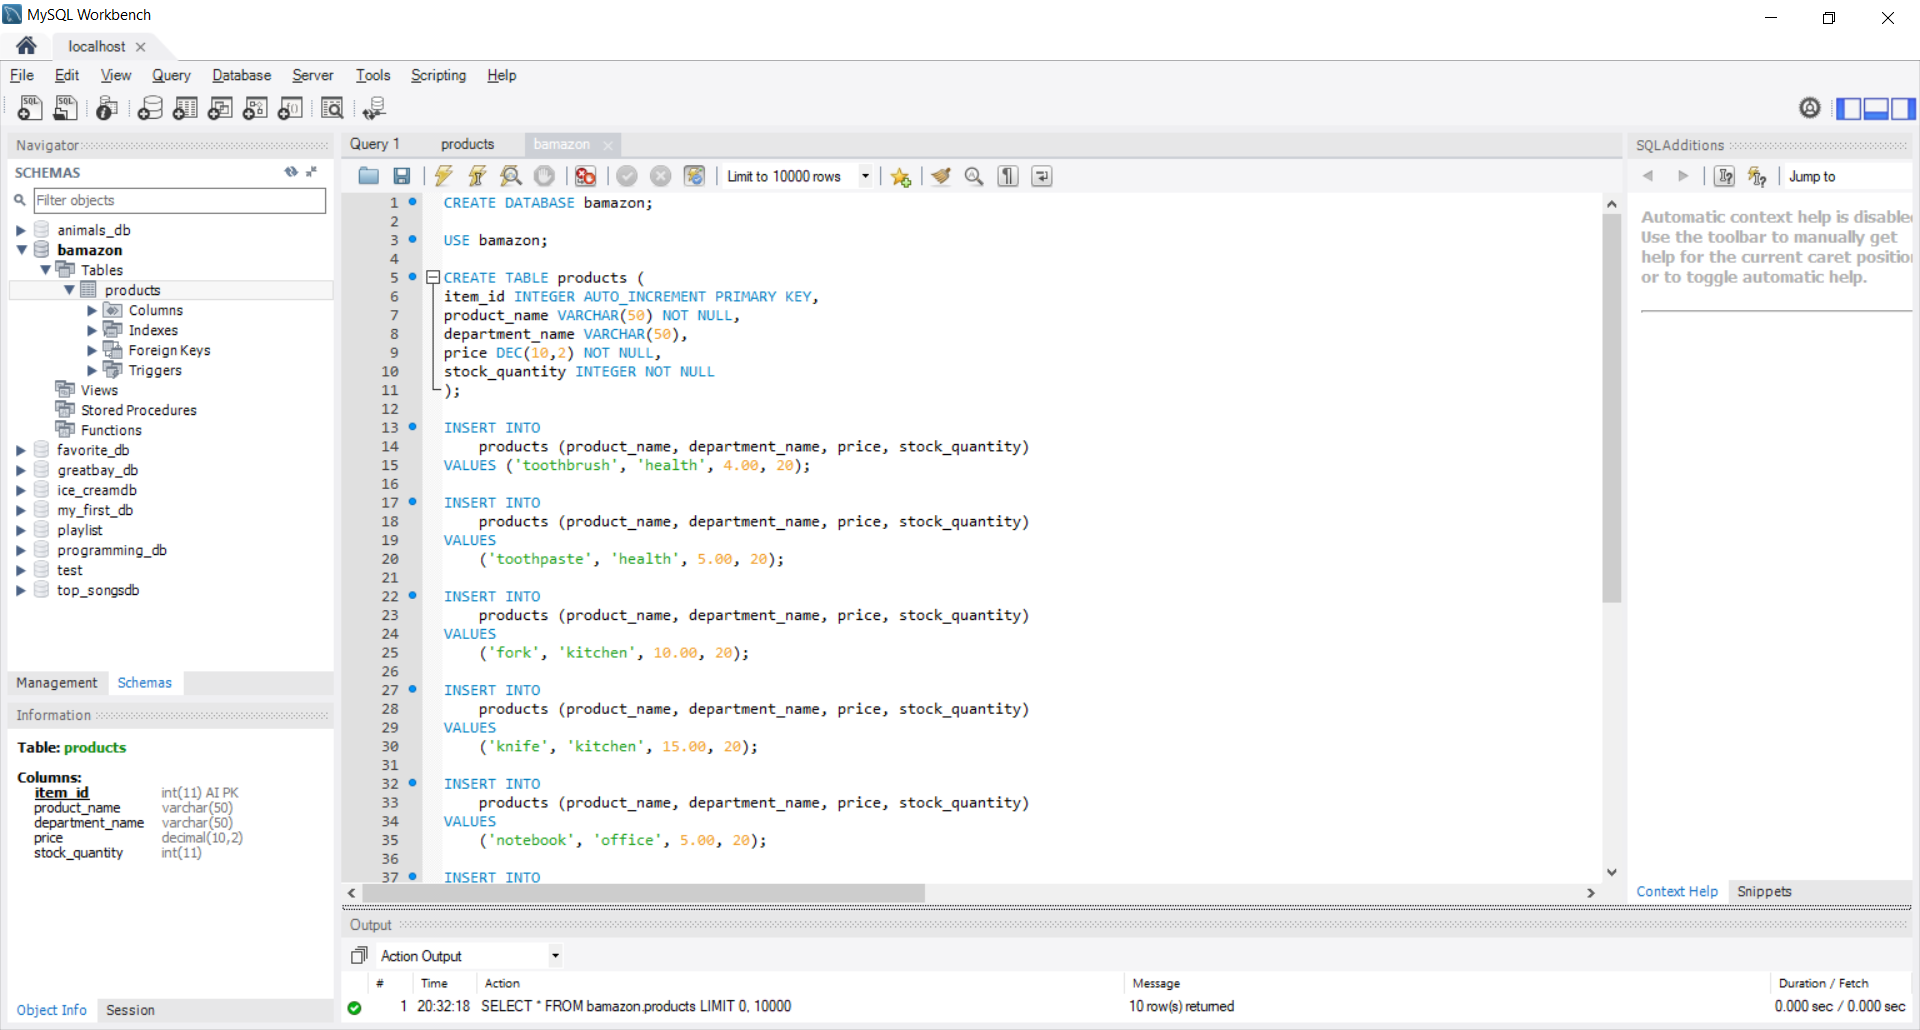 MySQL Workbench
localhost
File Edit View Query Database Server Tools Scripting Help
Navigator
SCHEMAS
Filter objects
animals_db
bamazon
Tables
products
Columns
Indexes
Foreign Keys
Triggers
Views
Stored Procedures
Functions
favorite_db
greatbay_db
ice_creamdb
my_first_db
playlist
programming_db
test
top_songsdb
Management Schemas
Information
Table: products
Columns:
item_id int(11) AI PK
product_name varchar(50)
department_name varchar(50)
price decimal(10,2)
stock_quantity int(11)
Object Info Session
Query 1 products bamazon
Limit to 10000 rows
1 CREATE DATABASE bamazon;
2
3 USE bamazon;
4
5 CREATE TABLE products (
6 item_id INTEGER AUTO_INCREMENT PRIMARY KEY,
7 product_name VARCHAR(50) NOT NULL,
8 department_name VARCHAR(50),
9 price DEC(10,2) NOT NULL,
10 stock_quantity INTEGER NOT NULL
11 );
12
13 INSERT INTO
14 products (product_name, department_name, price, stock_quantity)
15 VALUES ('toothbrush', 'health', 4.00, 20);
16
17 INSERT INTO
18 products (product_name, department_name, price, stock_quantity)
19 VALUES
20 ('toothpaste', 'health', 5.00, 20);
21
22 INSERT INTO
23 products (product_name, department_name, price, stock_quantity)
24 VALUES
25 ('fork', 'kitchen', 10.00, 20);
26
27 INSERT INTO
28 products (product_name, department_name, price, stock_quantity)
29 VALUES
30 ('knife', 'kitchen', 15.00, 20);
31
32 INSERT INTO
33 products (product_name, department_name, price, stock_quantity)
34 VALUES
35 ('notebook', 'office', 5.00, 20);
36
37 INSERT INTO
SQLAdditions
Jump to
Automatic context help is disable
Use the toolbar to manually get
help for the current caret positio
or to toggle automatic help.
Context Help Snippets
Output
Action Output
# Time Action Message Duration / Fetch
1 20:32:18 SELECT * FROM bamazon.products LIMIT 0, 10000 10 row(s) returned 0.000 sec / 0.000 sec